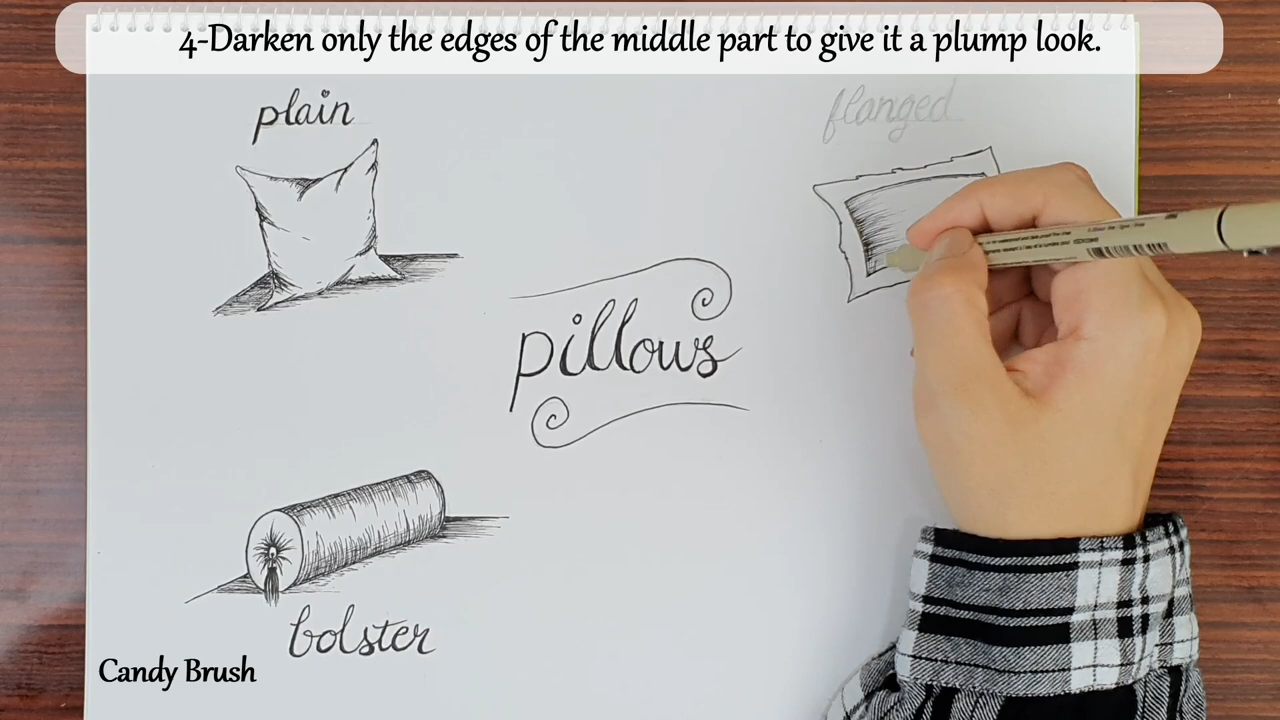 4-Darken only the edges of the middle part to give it a plump look.
plain
flanged
pillows
bolster
Candy Brush